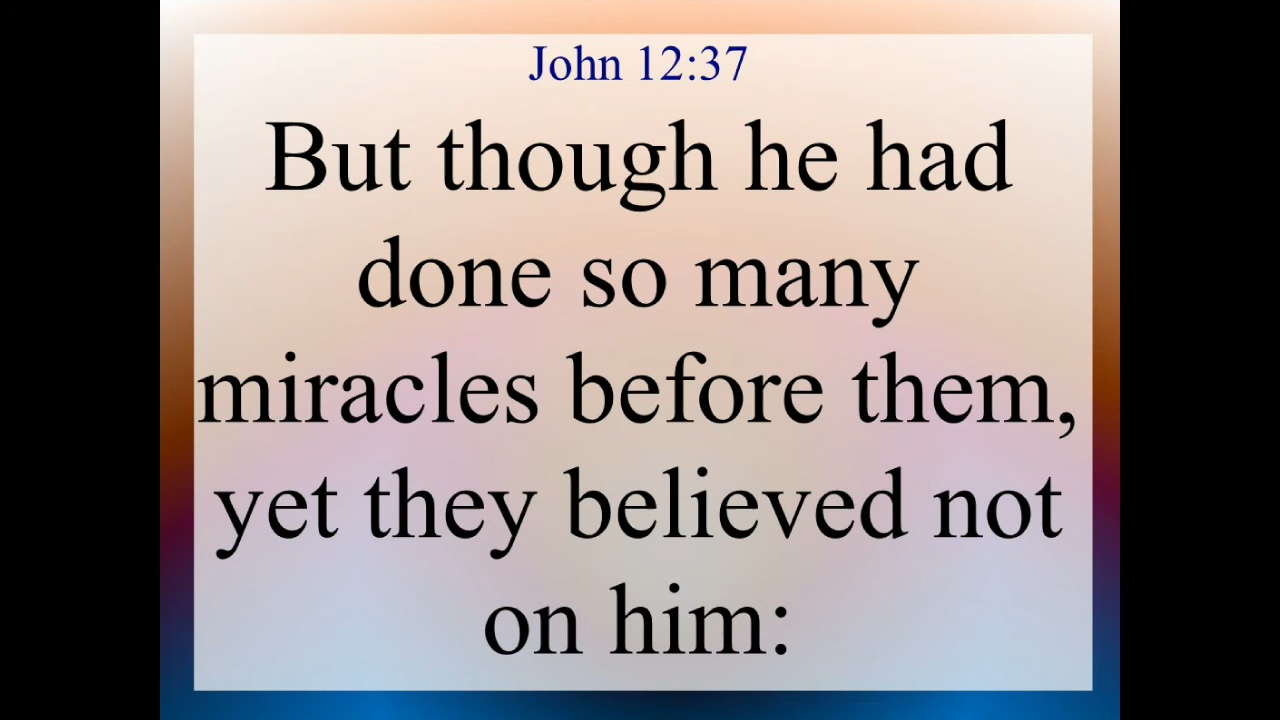 John 12:37
But though he had
done so many
miracles before them,
yet they believed not
on him: